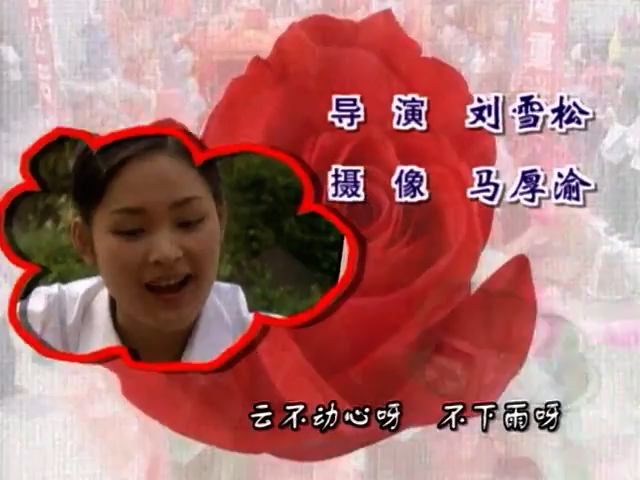 导 演 刘雪松
摄 像 马厚渝
云不动心呀 不下雨呀